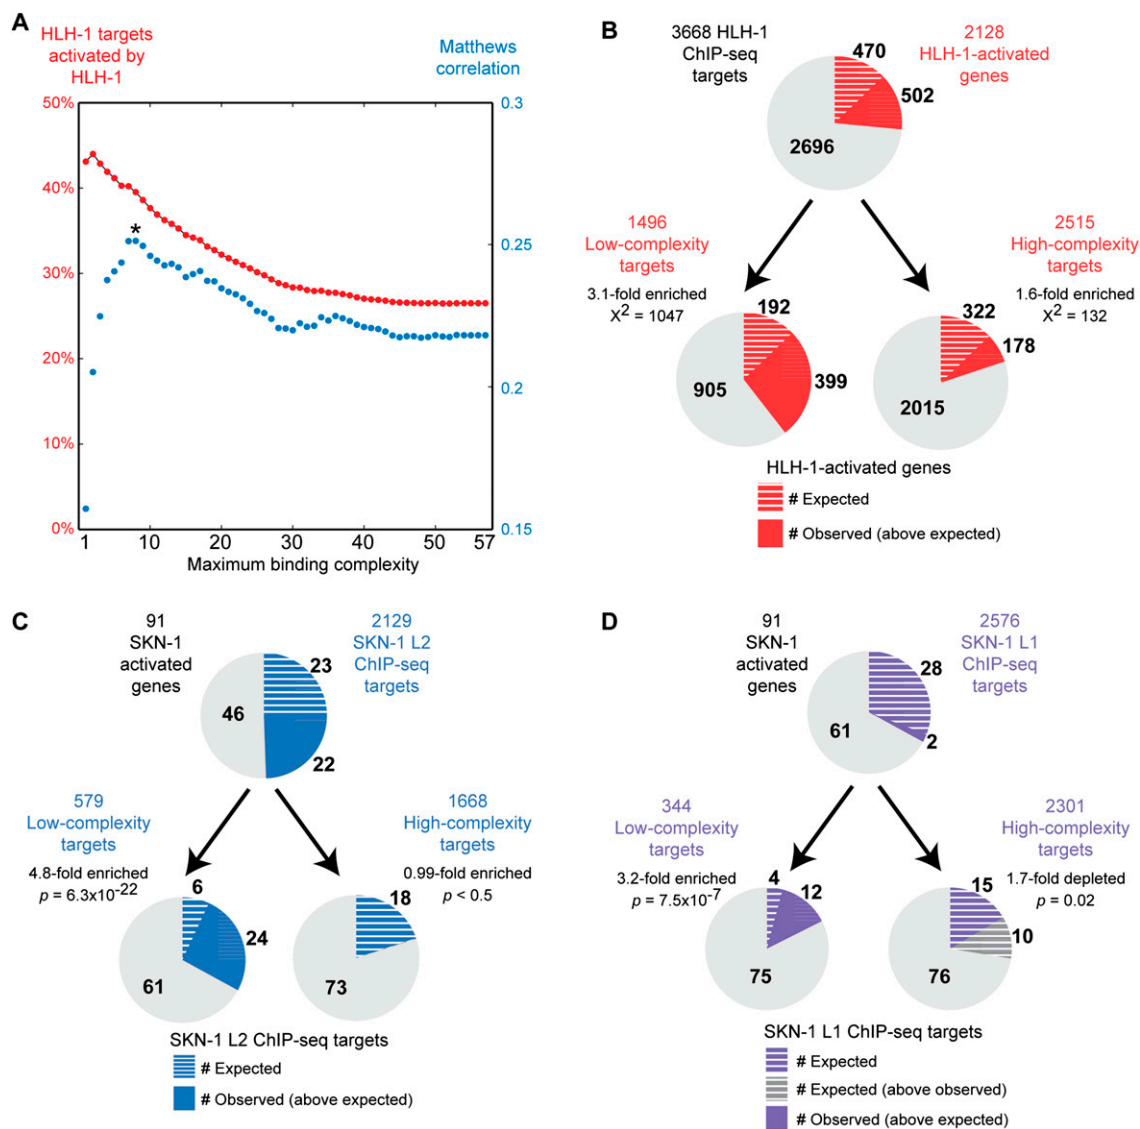 A
HLH-1 targets
activated by
HLH-1
Matthews
correlation
50%
40%
30%
20%
10%
0%
*
0.3
0.25
0.2
0.15
1
10
20
30
40
50
57
Maximum binding complexity
B
3668 HLH-1
ChIP-seq
targets
2128
HLH-1-activated
genes
470
502
2696
1496
Low-complexity
targets
3.1-fold enriched
X² = 1047
192
399
905
2515
High-complexity
targets
1.6-fold enriched
X² = 132
322
178
2015
HLH-1-activated genes
# Expected
# Observed (above expected)
C
91
SKN-1
activated
genes
2129
SKN-1 L2
ChIP-seq
targets
23
46
22
579
Low-complexity
targets
4.8-fold enriched
p = 6.3x10⁻²²
6
24
61
1668
High-complexity
targets
0.99-fold enriched
p < 0.5
18
73
SKN-1 L2 ChIP-seq targets
# Expected
# Observed (above expected)
D
91
SKN-1
activated
genes
2576
SKN-1 L1
ChIP-seq
targets
28
61
2
344
Low-complexity
targets
3.2-fold enriched
p = 7.5x10⁻⁷
4
12
75
2301
High-complexity
targets
1.7-fold depleted
p = 0.02
15
10
76
SKN-1 L1 ChIP-seq targets
# Expected
# Expected (above observed)
# Observed (above expected)